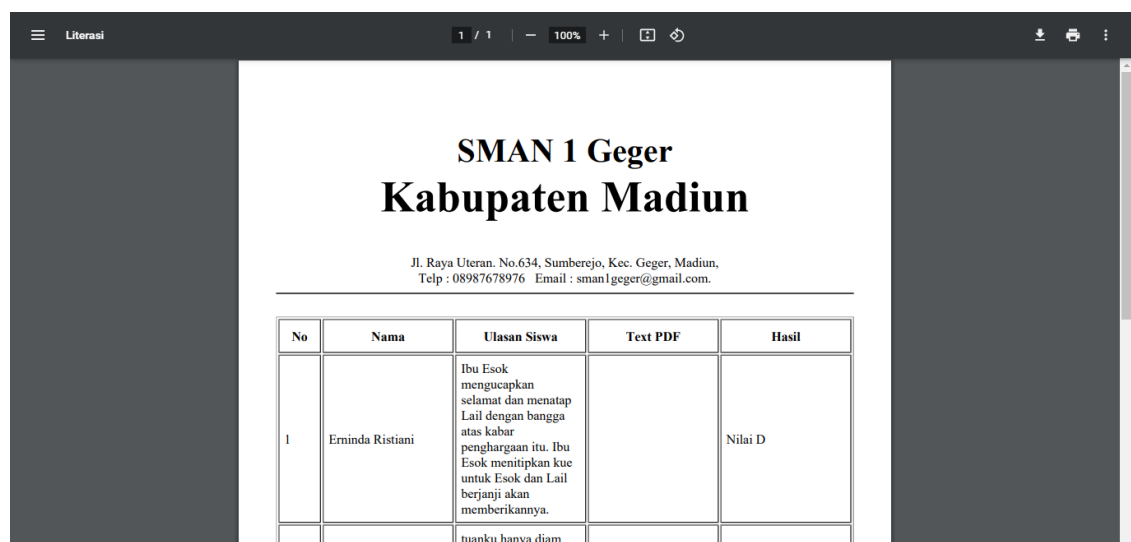 Literasi
1 / 1
100%
SMAN 1 Geger
Kabupaten Madiun
Jl. Raya Uteran. No.634, Sumberejo, Kec. Geger, Madiun,
Telp : 08987678976 Email : sman1geger@gmail.com.
No Nama Ulasan Siswa Text PDF Hasil
1 Erninda Ristiani
Ibu Esok
mengucapkan
selamat dan menatap
Lail dengan bangga
atas kabar
penghargaan itu. Ibu
Esok menitipkan kue
untuk Esok dan Lail
berjanji akan
memberikannya.
Nilai D
tuanku hanya diam